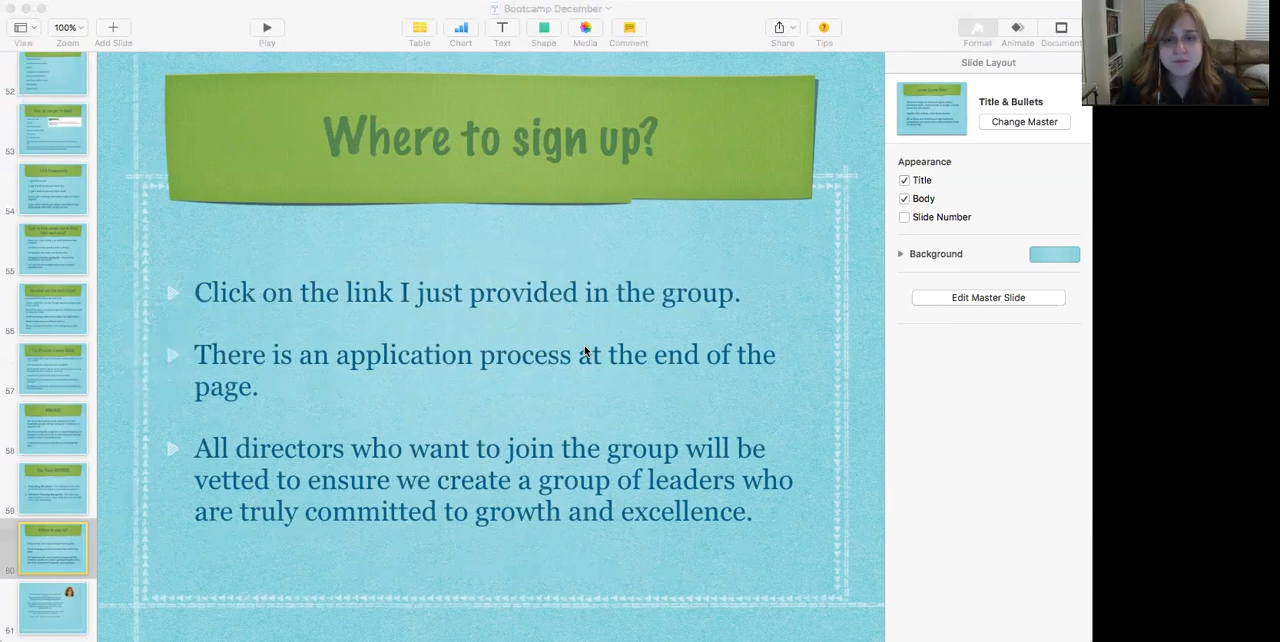 Bootcamp December
100%
View
Zoom
Add Slide
Play
Table
Chart
Text
Shape
Media
Comment
Share
Tips
Format
Animate
Document
Slide Layout
Title & Bullets
Change Master
Appearance
Title
Body
Slide Number
Background
Edit Master Slide
52
53
54
55
56
57
58
59
60
61
Where to sign up?
Click on the link I just provided in the group.
There is an application process at the end of the
page.
All directors who want to join the group will be
vetted to ensure we create a group of leaders who
are truly committed to growth and excellence.